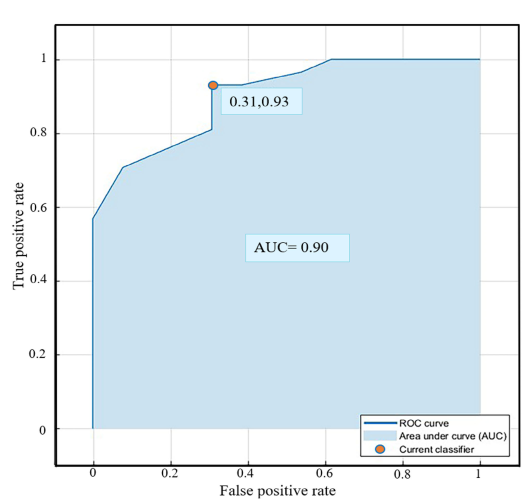 1
0.8
0.6
0.4
0.2
0
True positive rate
0.31,0.93
AUC= 0.90
ROC curve
Area under curve (AUC)
Current classifier
0 0.2 0.4 0.6 0.8 1
False positive rate